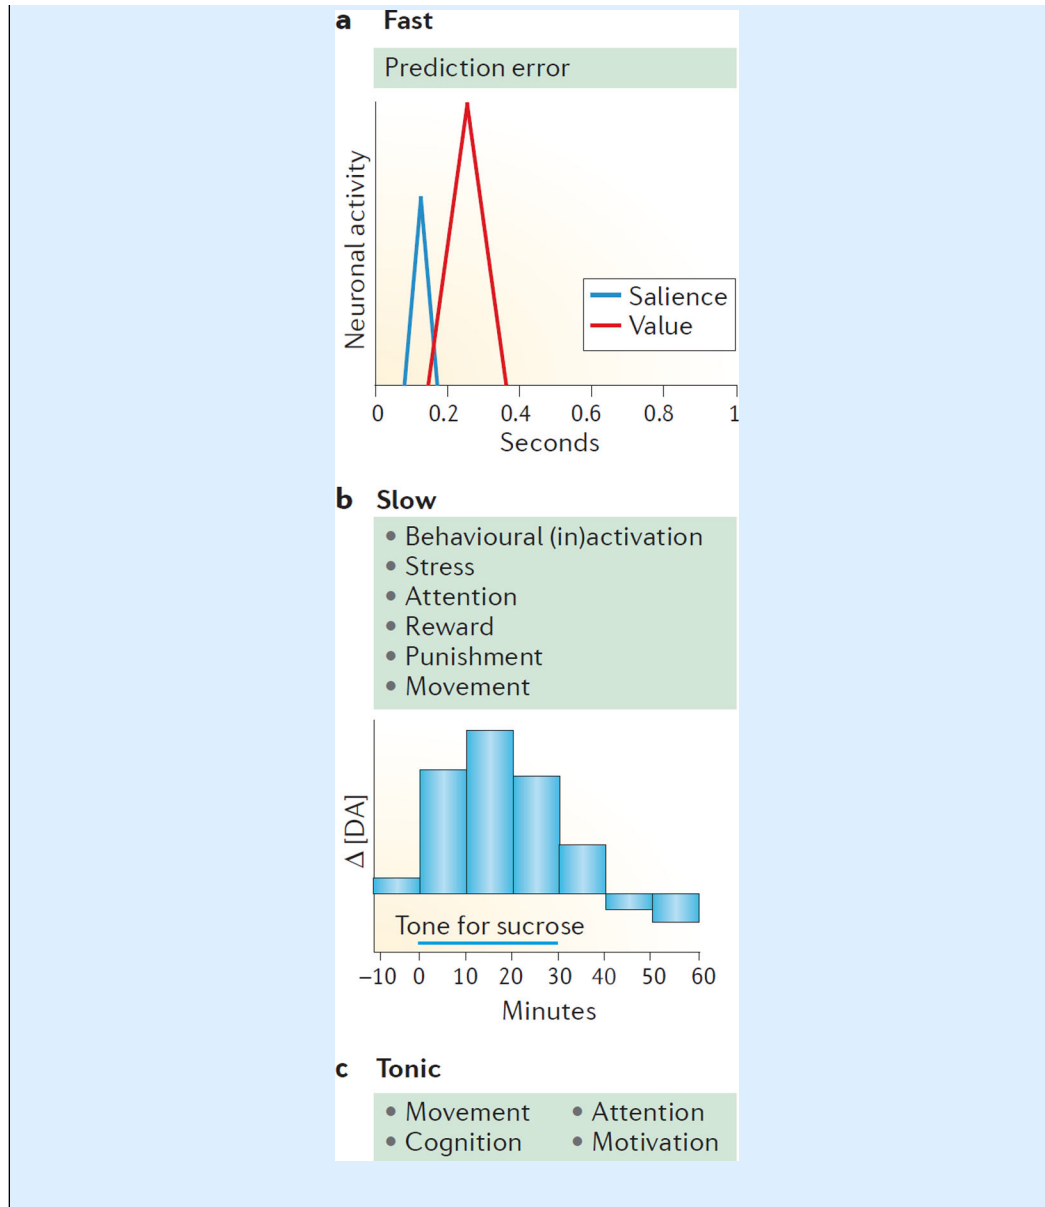 a Fast
Prediction error
Neuronal activity
Salience
Value
0 0.2 0.4 0.6 0.8 1
Seconds
b Slow
• Behavioural (in)activation
• Stress
• Attention
• Reward
• Punishment
• Movement
Δ [DA]
Tone for sucrose
–10 0 10 20 30 40 50 60
Minutes
c Tonic
• Movement • Attention
• Cognition • Motivation